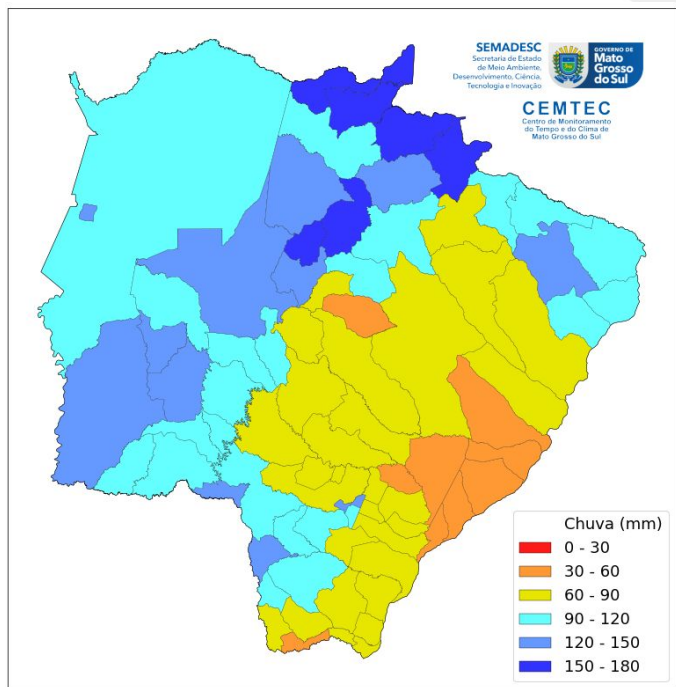 SEMADESC
Secretaria de Estado
de Meio Ambiente,
Desenvolvimento, Ciência,
Tecnologia e Inovação
GOVERNO DE
Mato
Grosso
do Sul
CEMTEC
Centro de Monitoramento
do Tempo e do Clima de
Mato Grosso do Sul
Chuva (mm)
0 - 30
30 - 60
60 - 90
90 - 120
120 - 150
150 - 180